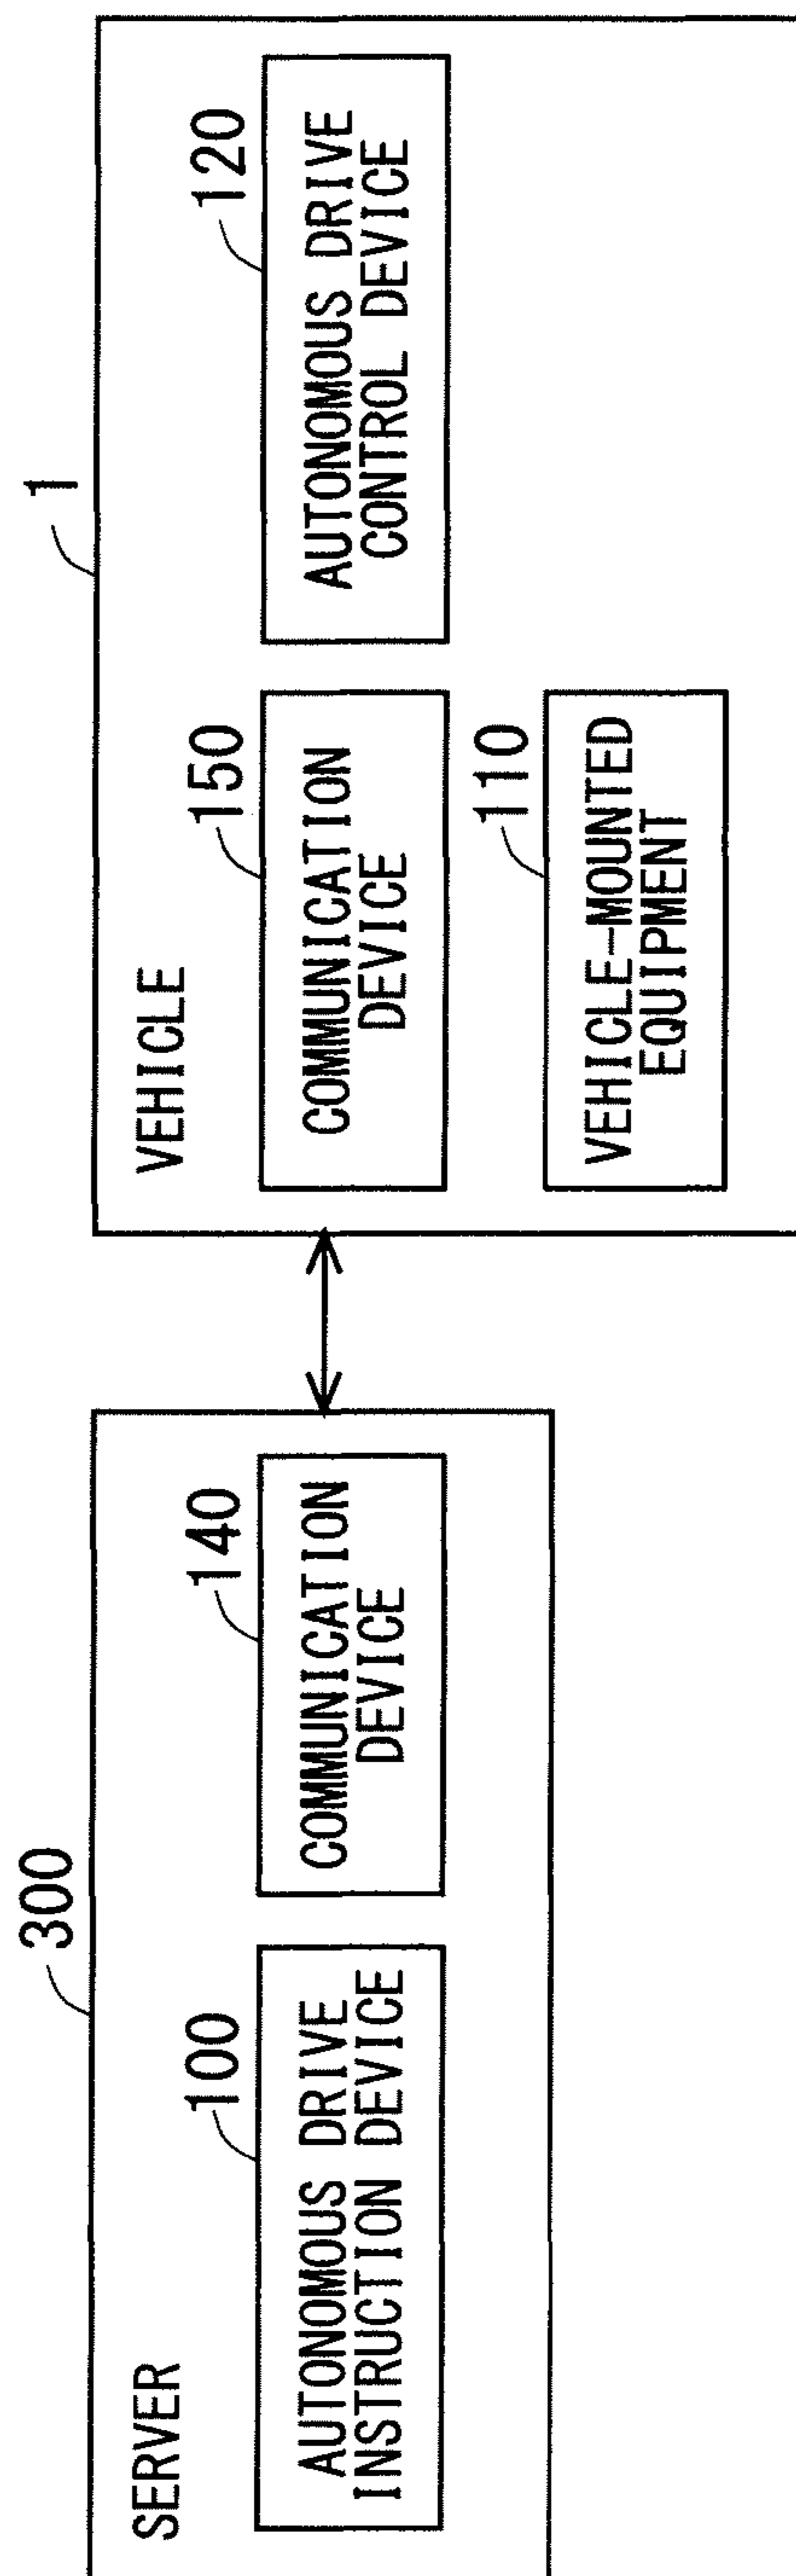 300
SERVER
100
AUTONOMOUS DRIVE
INSTRUCTION DEVICE
140
COMMUNICATION
DEVICE
1
VEHICLE
150
COMMUNICATION
DEVICE
120
AUTONOMOUS DRIVE
CONTROL DEVICE
110
VEHICLE-MOUNTED
EQUIPMENT